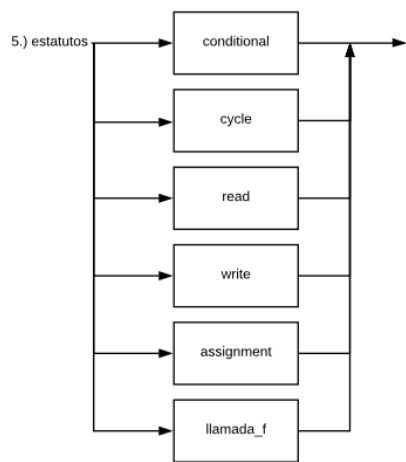 5.) estatutos
conditional
cycle
read
write
assignment
llamada_f